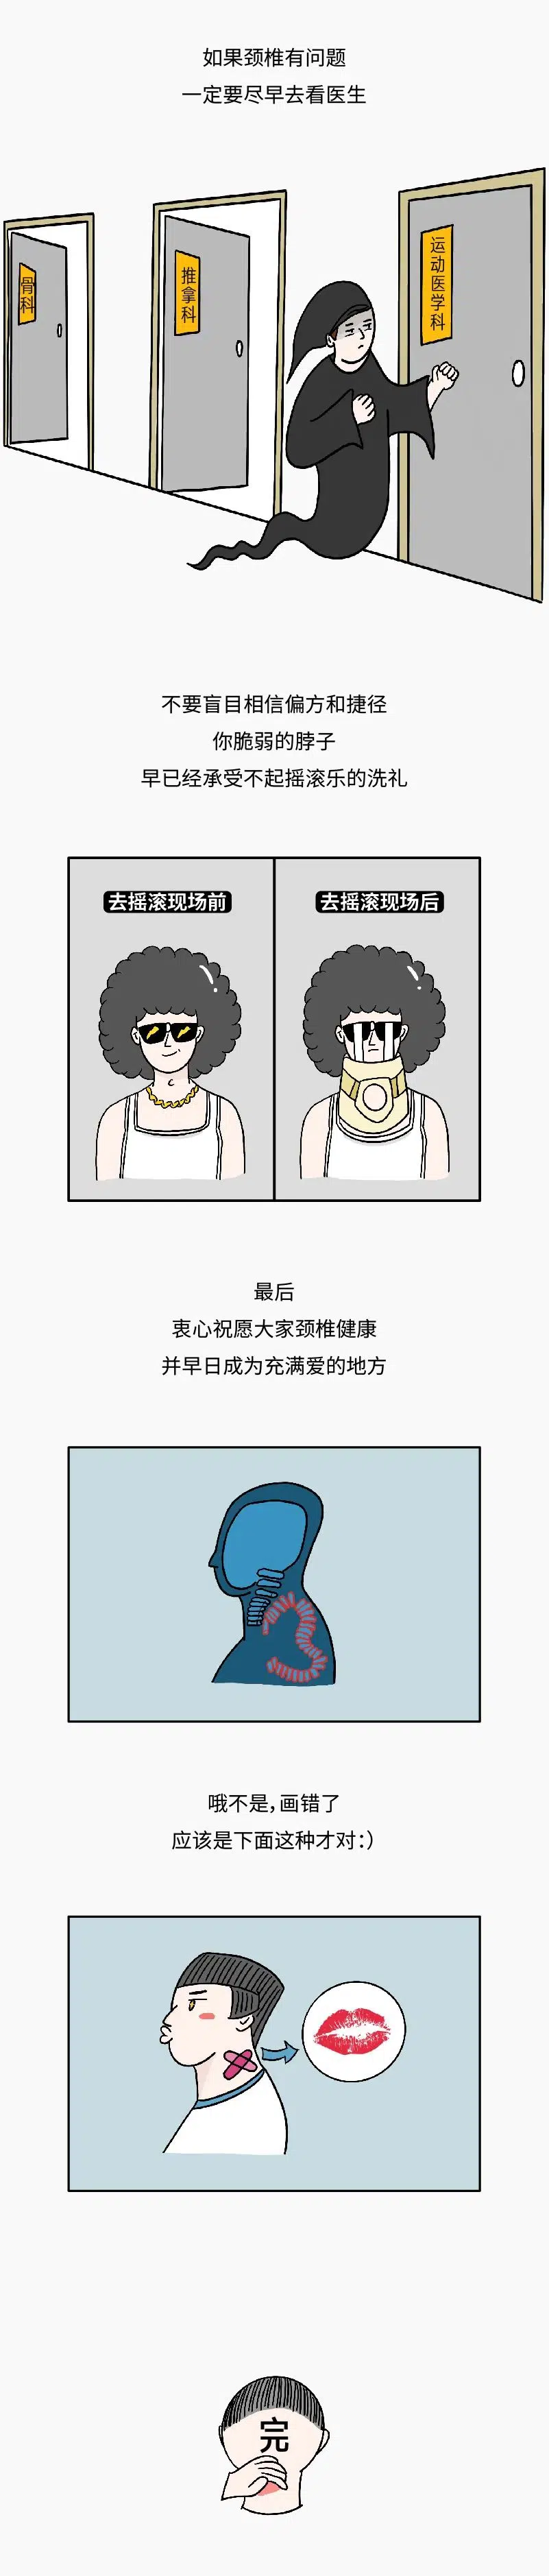 如果颈椎有问题
一定要尽早去看医生
骨科
推拿科
运动医学科
不要盲目相信偏方和捷径
你脆弱的脖子
早已经承受不起摇滚乐的洗礼
去摇滚现场前
去摇滚现场后
最后
衷心祝愿大家颈椎健康
并早日成为充满爱的地方
哦不是，画错了
应该是下面这种才对：）
完